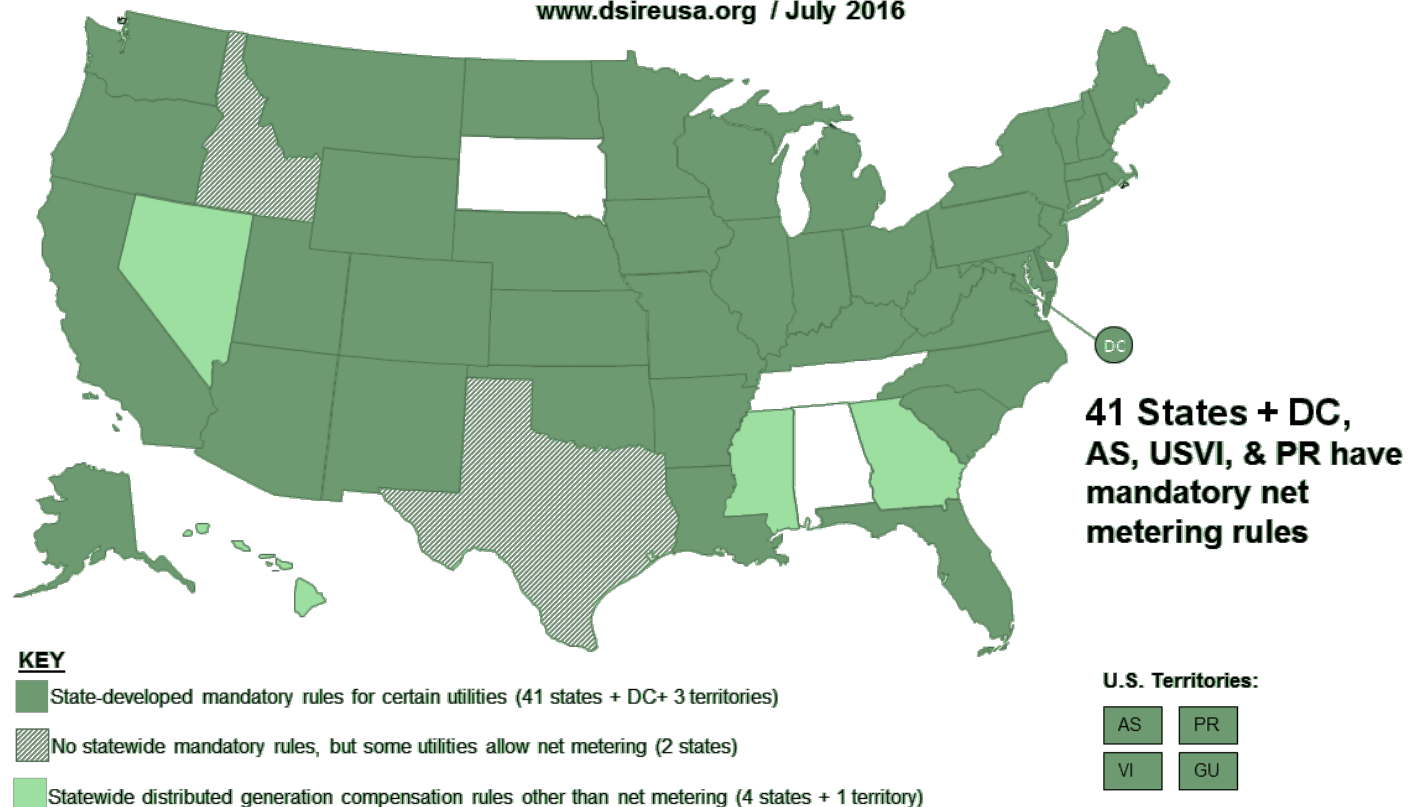 www.dsireusa.org / July 2016
DC
41 States + DC,
AS, USVI, & PR have
mandatory net
metering rules
KEY
State-developed mandatory rules for certain utilities (41 states + DC+ 3 territories)
No statewide mandatory rules, but some utilities allow net metering (2 states)
Statewide distributed generation compensation rules other than net metering (4 states + 1 territory)
U.S. Territories:
AS PR
VI GU